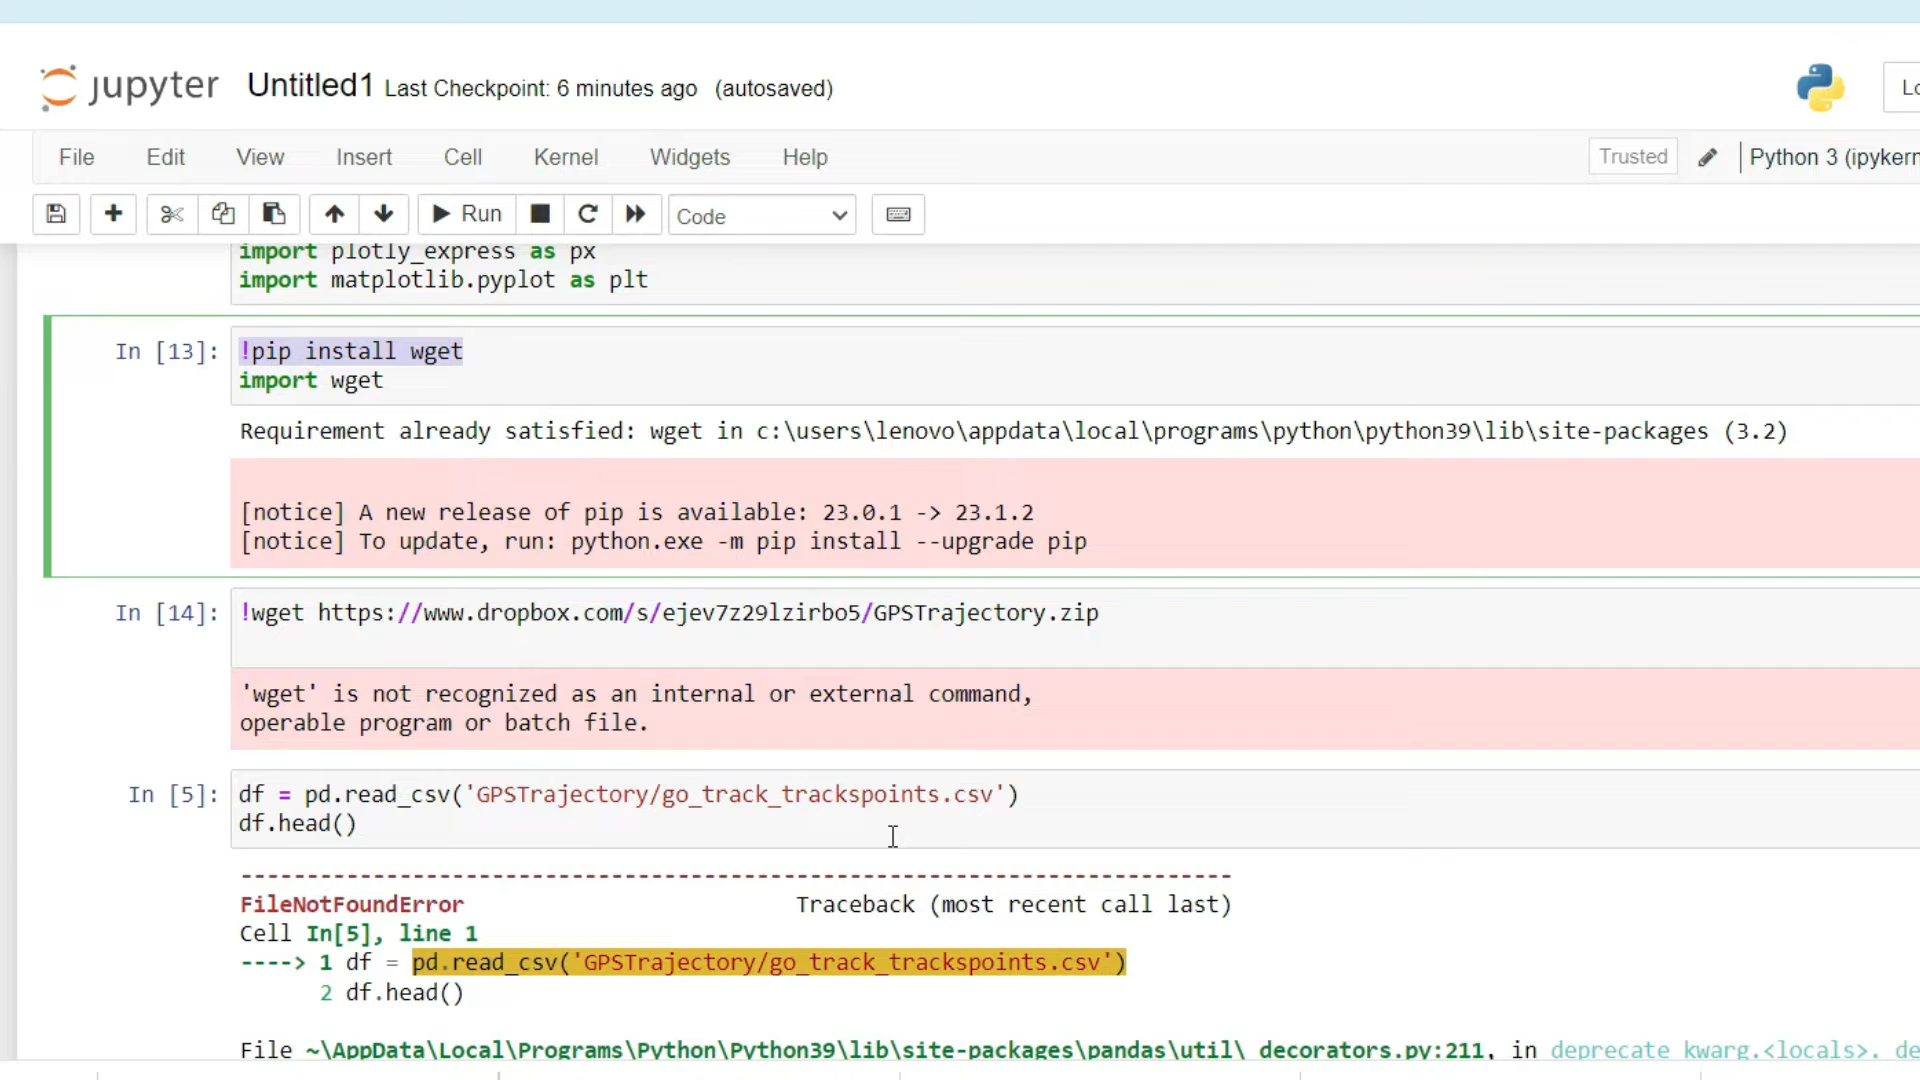 jupyter Untitled1 Last Checkpoint: 6 minutes ago (autosaved)
File Edit View Insert Cell Kernel Widgets Help Trusted Python 3 (ipykern
Run Code
import plotly_express as px
import matplotlib.pyplot as plt
In [13]: !pip install wget
import wget
Requirement already satisfied: wget in c:\users\lenovo\appdata\local\programs\python\python39\lib\site-packages (3.2)
[notice] A new release of pip is available: 23.0.1 -> 23.1.2
[notice] To update, run: python.exe -m pip install --upgrade pip
In [14]: !wget https://www.dropbox.com/s/ejev7z29lzirbo5/GPSTrajectory.zip
'wget' is not recognized as an internal or external command,
operable program or batch file.
In [5]: df = pd.read_csv('GPSTrajectory/go_track_trackspoints.csv')
df.head()
---------------------------------------------------------------------------
FileNotFoundError Traceback (most recent call last)
Cell In[5], line 1
----> 1 df = pd.read_csv('GPSTrajectory/go_track_trackspoints.csv')
2 df.head()
File ~\AppData\Local\Programs\Python\Python39\lib\site-packages\pandas\util\_decorators.py:211, in deprecate_kwarg.<locals>._de